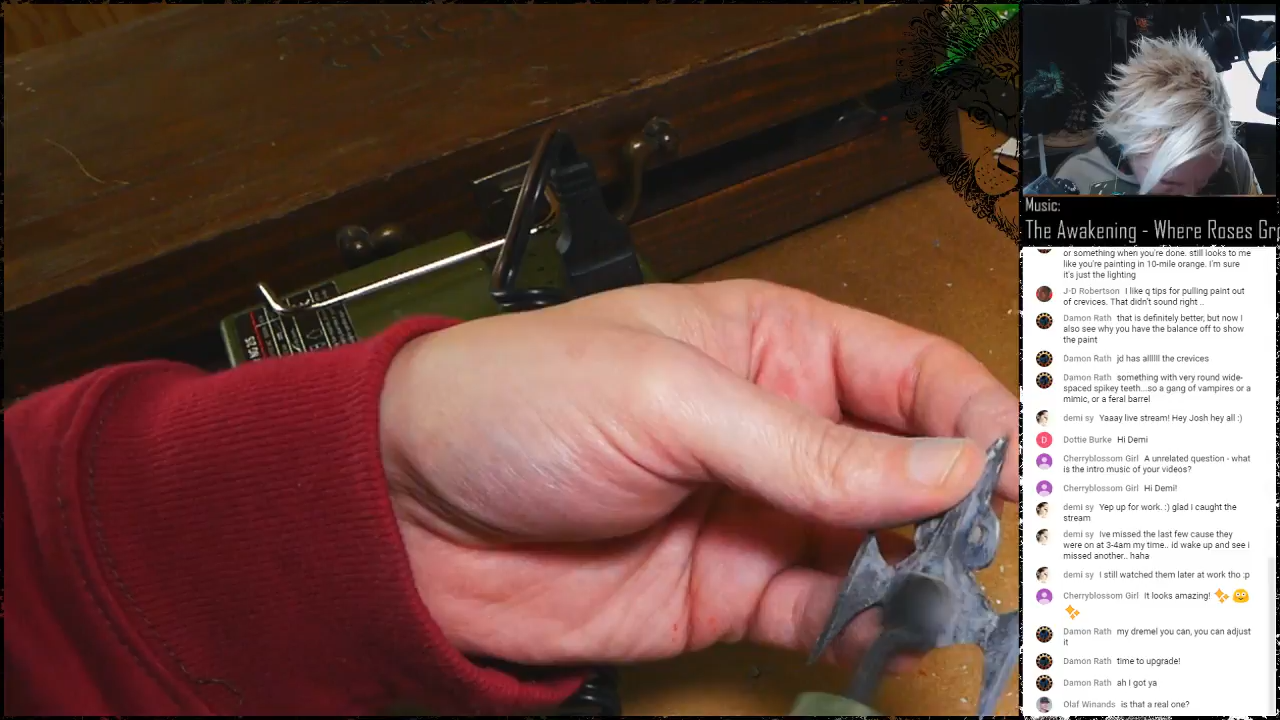 Music:
The Awakening - Where Roses Gr
or something when you're done. still looks to me
like you're painting in 10-mile orange. I'm sure
it's just the lighting
J-D Robertson I like q tips for pulling paint out
of crevices. That didn't sound right ..
Damon Rath that is definitely better, but now I
also see why you have the balance off to show
the paint
Damon Rath jd has allllll the crevices
Damon Rath something with very round wide-
spaced spikey teeth...so a gang of vampires or a
mimic, or a feral barrel
demi sy Yaaay live stream! Hey Josh hey all :)
D Dottie Burke Hi Demi
Cherryblossom Girl A unrelated question - what
is the intro music of your videos?
Cherryblossom Girl Hi Demi!
demi sy Yep up for work. :) glad I caught the
stream
demi sy Ive missed the last few cause they
were on at 3-4am my time.. id wake up and see i
missed another.. haha
demi sy I still watched them later at work tho :p
Cherryblossom Girl It looks amazing! ✨ 🤗
✨
Damon Rath my dremel you can, you can adjust
it
Damon Rath time to upgrade!
Damon Rath ah I got ya
Olaf Winands is that a real one?